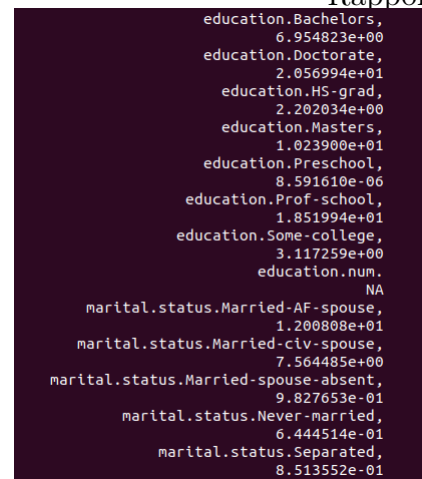 education.Bachelors,
6.954823e+00
education.Doctorate,
2.056994e+01
education.HS-grad,
2.202034e+00
education.Masters,
1.023900e+01
education.Preschool,
8.591610e-06
education.Prof-school,
1.851994e+01
education.Some-college,
3.117259e+00
education.num.
NA
marital.status.Married-AF-spouse,
1.200808e+01
marital.status.Married-civ-spouse,
7.564485e+00
marital.status.Married-spouse-absent,
9.827653e-01
marital.status.Never-married,
6.444514e-01
marital.status.Separated,
8.513552e-01